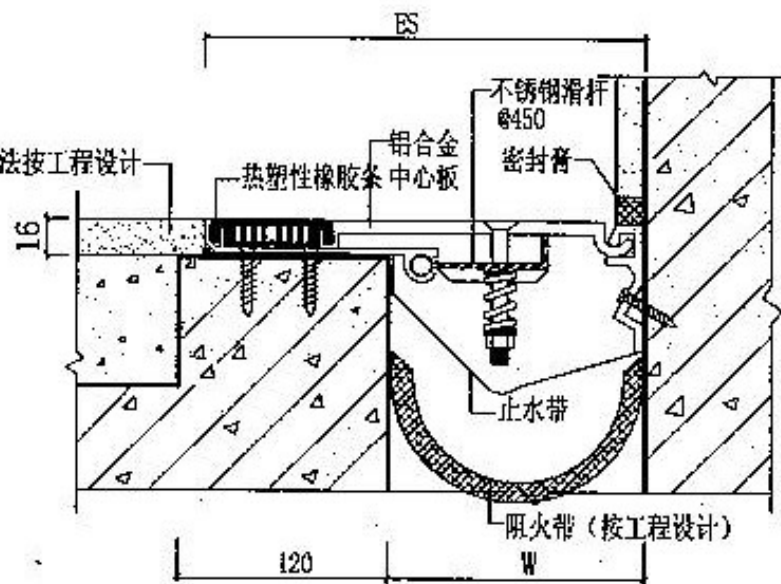 ES
不锈钢滑杆
@450
铝合金
中心板
密封膏
法按工程设计
热塑性橡胶条
16
止水带
阻火带（按工程设计）
120
W